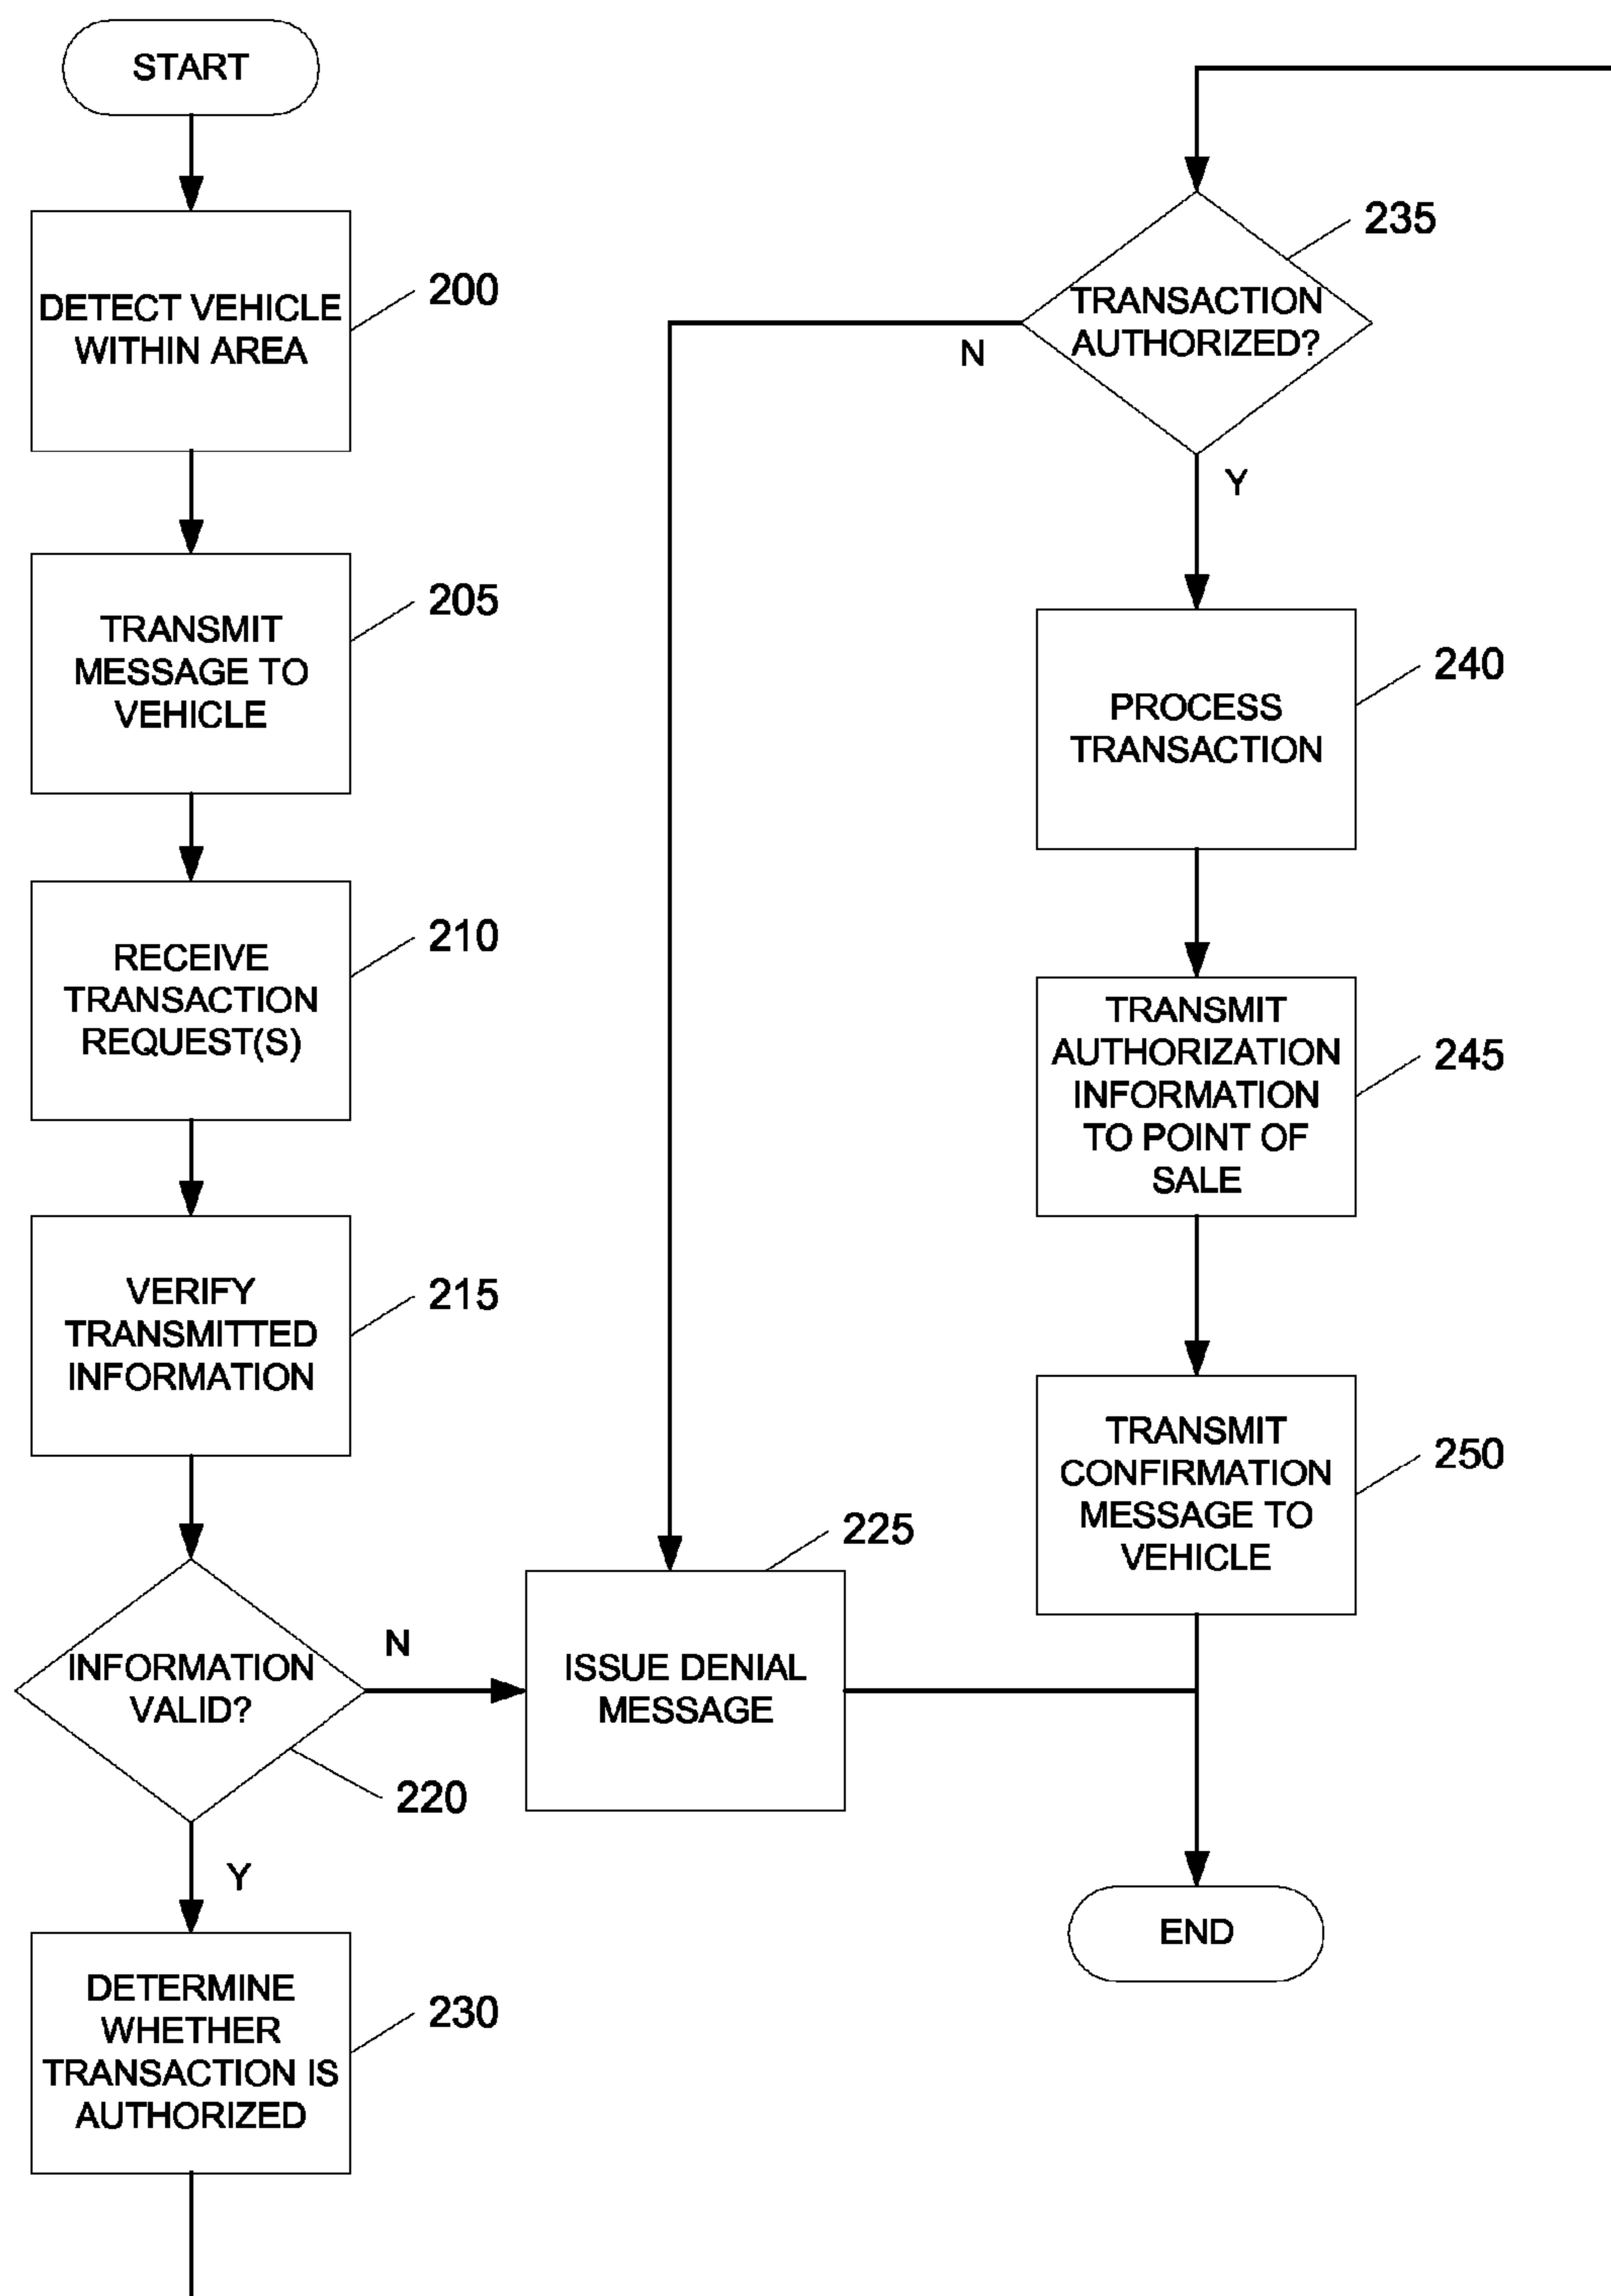 START
DETECT VEHICLE
WITHIN AREA
200
TRANSMIT
MESSAGE TO
VEHICLE
205
RECEIVE
TRANSACTION
REQUEST(S)
210
VERIFY
TRANSMITTED
INFORMATION
215
INFORMATION
VALID?
220
N
Y
ISSUE DENIAL
MESSAGE
225
DETERMINE
WHETHER
TRANSACTION IS
AUTHORIZED
230
TRANSACTION
AUTHORIZED?
235
N
Y
PROCESS
TRANSACTION
240
TRANSMIT
AUTHORIZATION
INFORMATION
TO POINT OF
SALE
245
TRANSMIT
CONFIRMATION
MESSAGE TO
VEHICLE
250
END